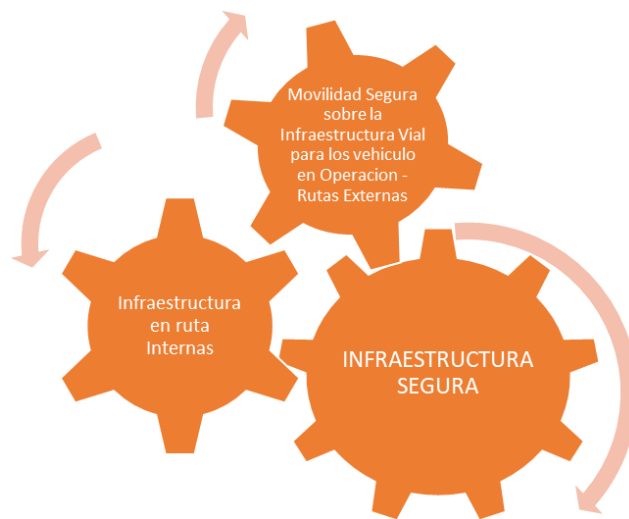 Movilidad Segura
sobre la
Infraestructura Vial
para los vehiculo
en Operacion -
Rutas Externas
Infraestructura
en ruta
Internas
INFRAESTRUCTURA
SEGURA